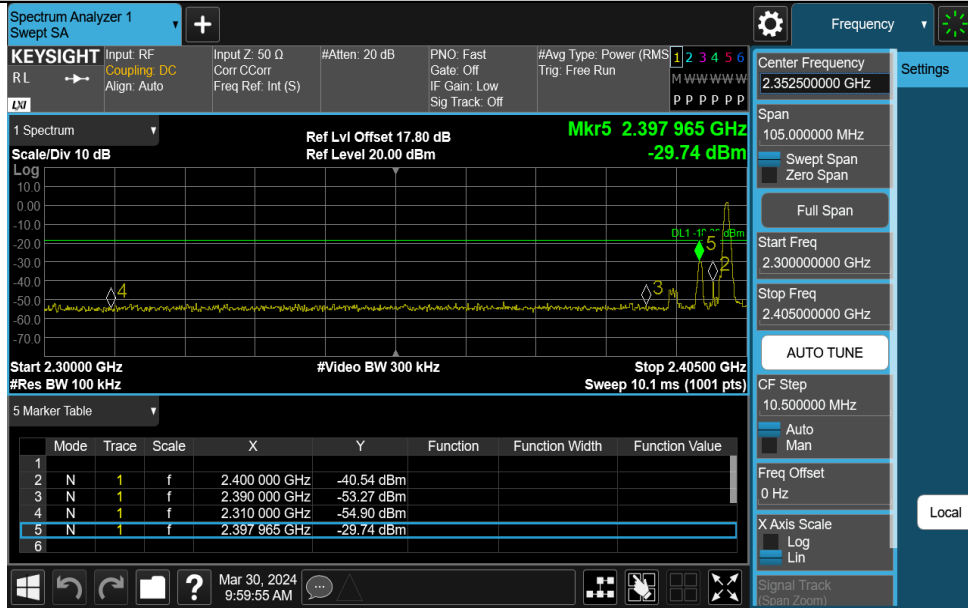 Spectrum Analyzer 1
Swept SA
+
Frequency
KEYSIGHT
RL
LXI
Input: RF
Coupling: DC
Align: Auto
Input Z: 50 Ω
Corr CCorr
Freq Ref: Int (S)
#Atten: 20 dB
PNO: Fast
Gate: Off
IF Gain: Low
Sig Track: Off
#Avg Type: Power (RMS
Trig: Free Run
1 2 3 4 5 6
M W W W W W
P P P P P P
1 Spectrum
Scale/Div 10 dB
Ref Lvl Offset 17.80 dB
Ref Level 20.00 dBm
Mkr5 2.397 965 GHz
-29.74 dBm
Log
10.0
0.00
-10.0
-20.0
-30.0
-40.0
-50.0
-60.0
-70.0
dBm
4
3
5
2
Start 2.30000 GHz
#Res BW 100 kHz
#Video BW 300 kHz
Stop 2.40500 GHz
Sweep 10.1 ms (1001 pts)
5 Marker Table
Mode Trace Scale X Y Function Function Width Function Value
1
2 N 1 f 2.400 000 GHz -40.54 dBm
3 N 1 f 2.390 000 GHz -53.27 dBm
4 N 1 f 2.310 000 GHz -54.90 dBm
5 N 1 f 2.397 965 GHz -29.74 dBm
6
Center Frequency
2.352500000 GHz
Settings
Span
105.000000 MHz
Swept Span
Zero Span
Full Span
Start Freq
2.300000000 GHz
Stop Freq
2.405000000 GHz
AUTO TUNE
CF Step
10.500000 MHz
Auto
Man
Freq Offset
0 Hz
X Axis Scale
Log
Lin
Local
Signal Track
(Span Zoom)
?
Mar 30, 2024
9:59:55 AM